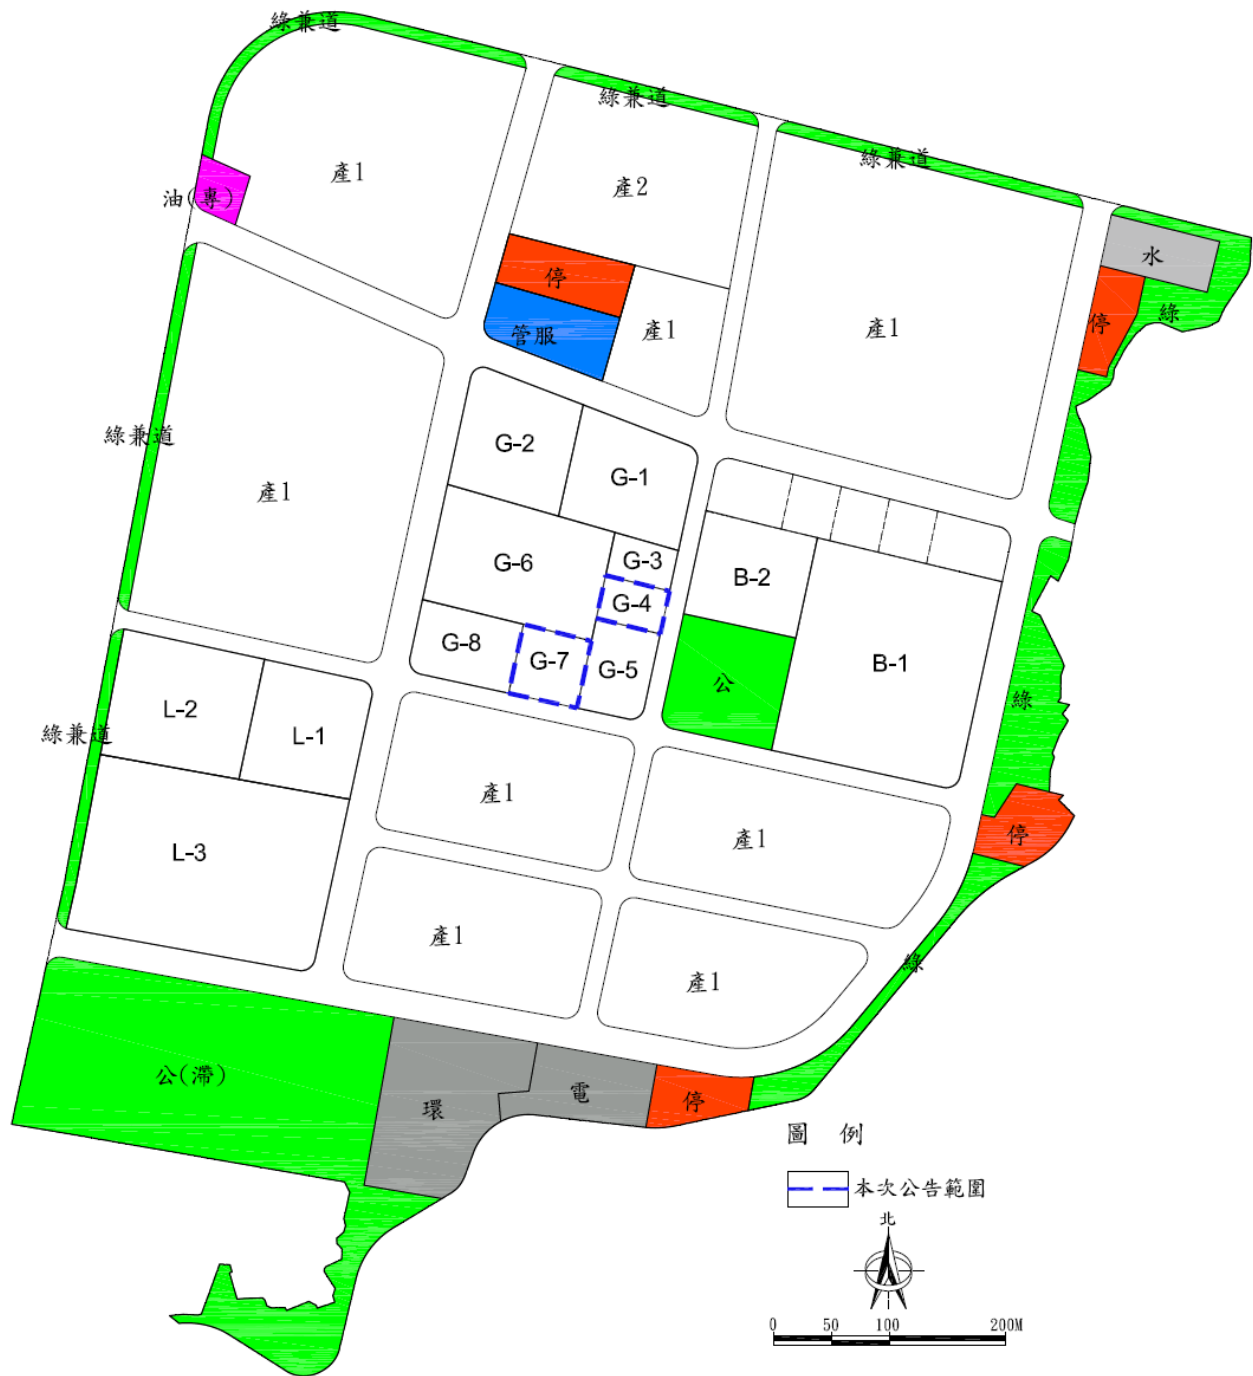 綠兼道
綠兼道
綠兼道
產1
產2
油(專)
產1
水
停
停
綠
管服
產1
綠兼道
產1
G-2
G-1
G-6
G-3
G-4
B-2
G-8
G-7
G-5
B-1
公
綠
L-2
L-1
綠兼道
產1
產1
停
L-3
產1
產1
綠
公(滯)
環
電
停
圖 例
本次公告範圍
北
0 50 100 200M